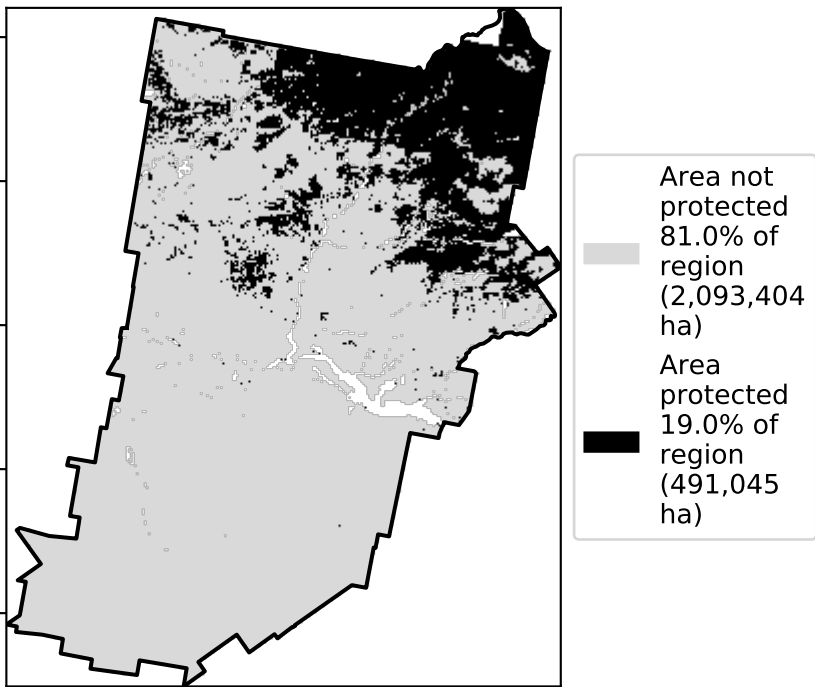 Area not
protected
81.0% of
region
(2,093,404
ha)
Area
protected
19.0% of
region
(491,045
ha)